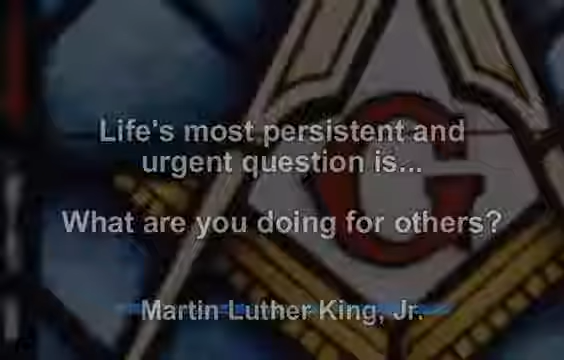 Life's most persistent and
urgent question is...
What are you doing for others?
Martin Luther King, Jr.
G